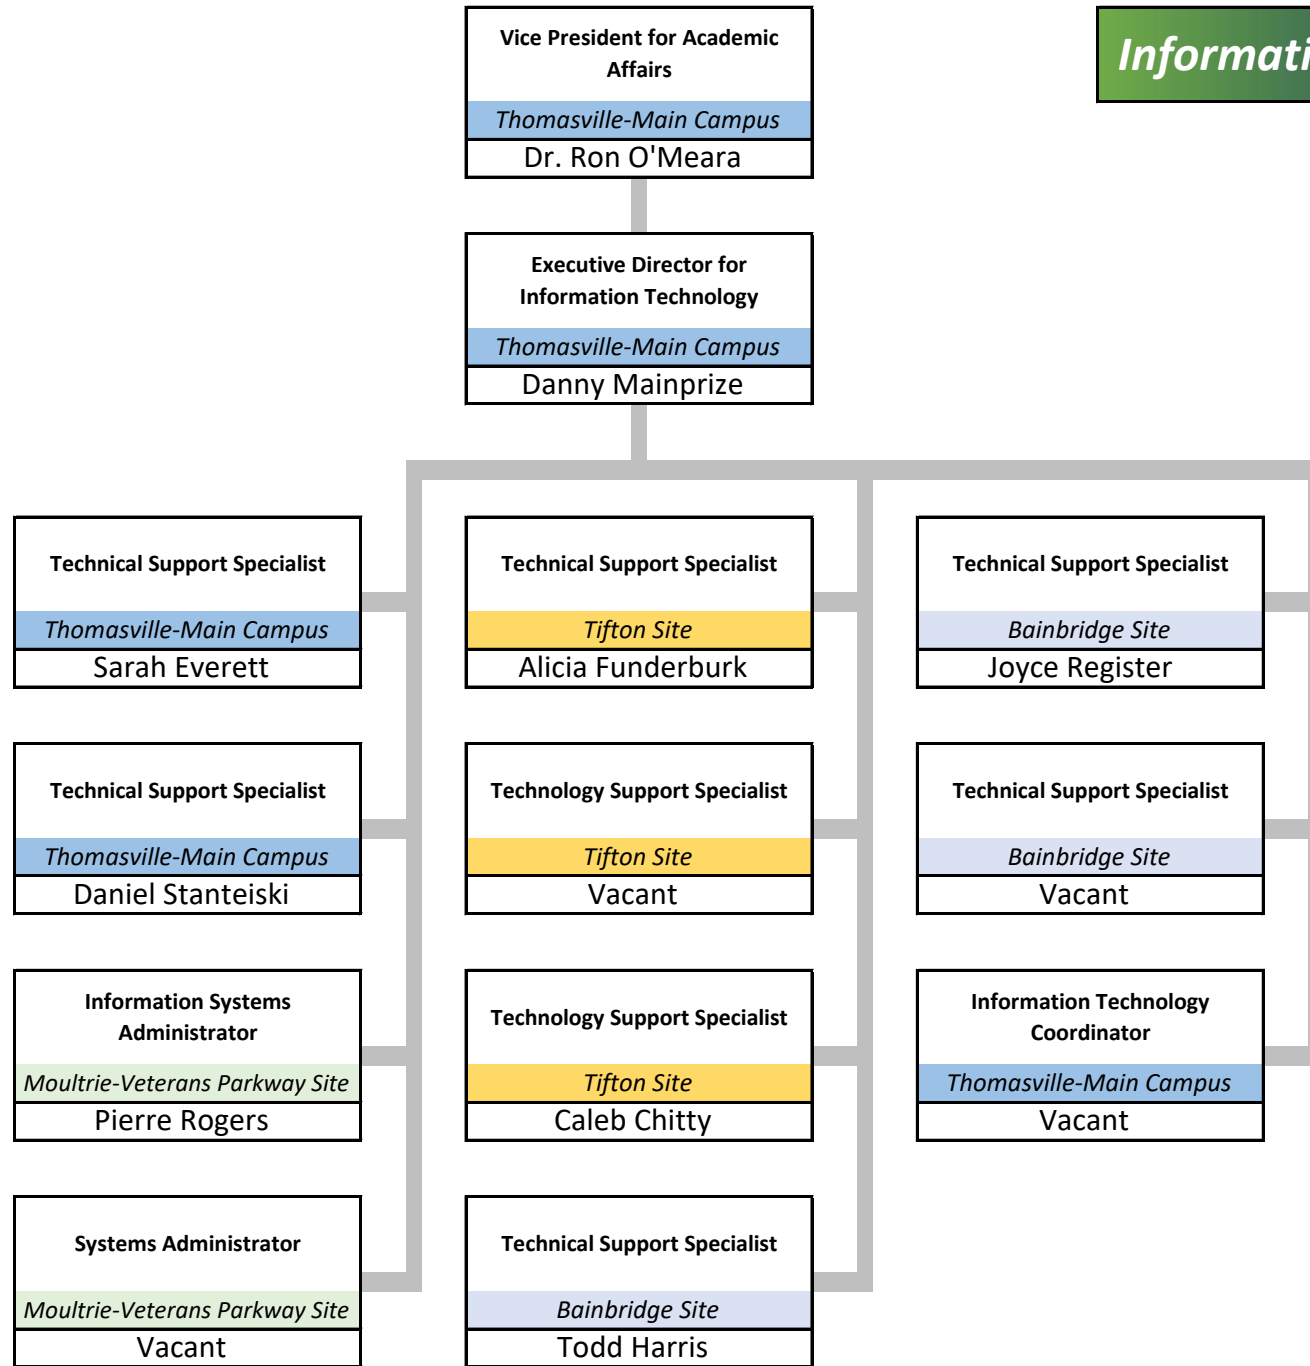 Vice President for Academic
Affairs
Thomasville-Main Campus
Dr. Ron O'Meara
Informati
Executive Director for
Information Technology
Thomasville-Main Campus
Danny Mainprize
Technical Support Specialist
Thomasville-Main Campus
Sarah Everett
Technical Support Specialist
Tifton Site
Alicia Funderburk
Technical Support Specialist
Bainbridge Site
Joyce Register
Technical Support Specialist
Thomasville-Main Campus
Daniel Stanteiski
Technology Support Specialist
Tifton Site
Vacant
Technical Support Specialist
Bainbridge Site
Vacant
Information Systems
Administrator
Moultrie-Veterans Parkway Site
Pierre Rogers
Technology Support Specialist
Tifton Site
Caleb Chitty
Information Technology
Coordinator
Thomasville-Main Campus
Vacant
Systems Administrator
Moultrie-Veterans Parkway Site
Vacant
Technical Support Specialist
Bainbridge Site
Todd Harris